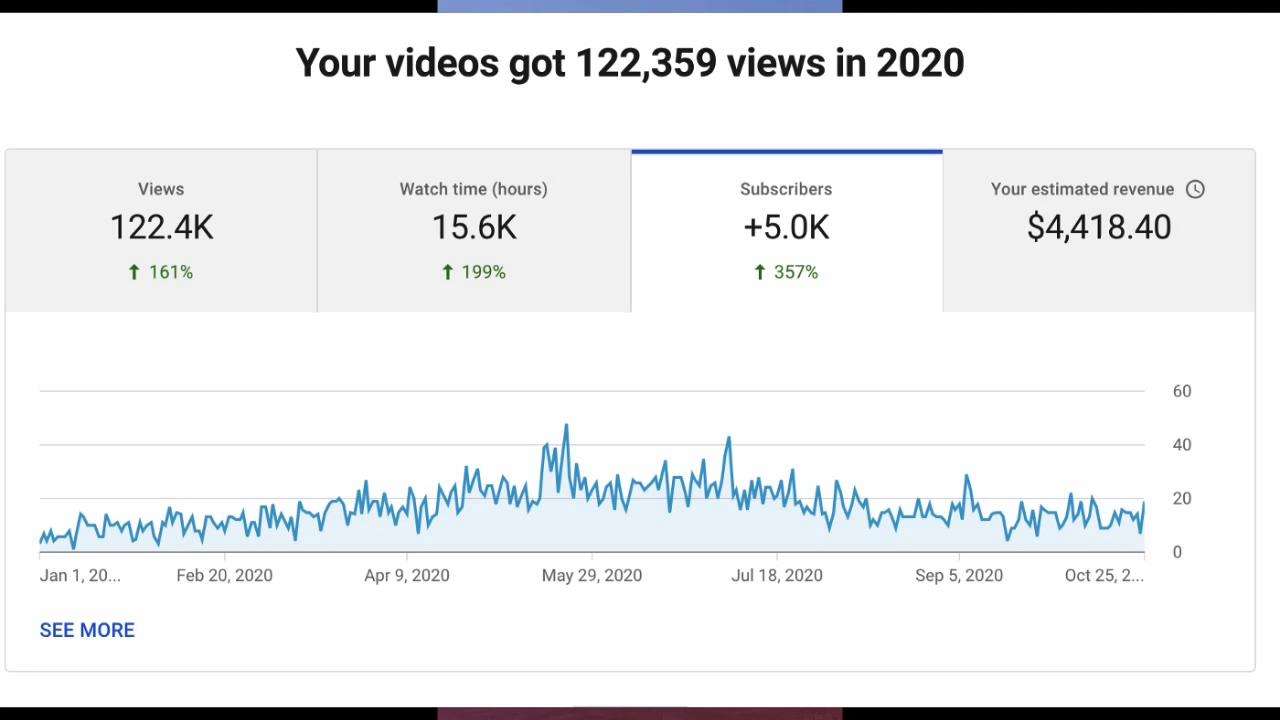 Your videos got 122,359 views in 2020
Views
122.4K
↑ 161%
Watch time (hours)
15.6K
↑ 199%
Subscribers
+5.0K
↑ 357%
Your estimated revenue
$4,418.40
60
40
20
0
Jan 1, 20... Feb 20, 2020 Apr 9, 2020 May 29, 2020 Jul 18, 2020 Sep 5, 2020 Oct 25, 2...
SEE MORE